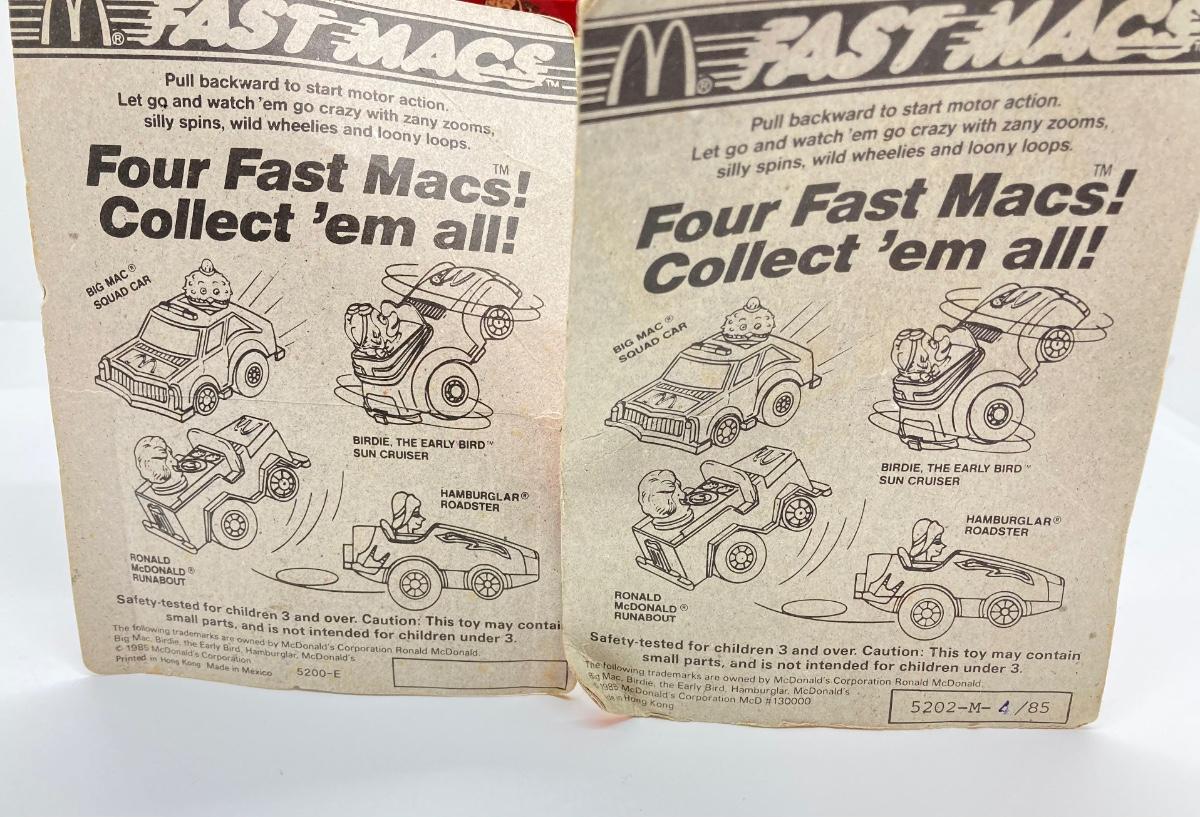 FAST MACS™
Pull backward to start motor action.
Let go and watch 'em go crazy with zany zooms,
silly spins, wild wheelies and loony loops.
Four Fast Macs!™
Collect 'em all!
BIG MAC®
SQUAD CAR
BIRDIE, THE EARLY BIRD™
SUN CRUISER
HAMBURGLAR®
ROADSTER
RONALD
McDONALD®
RUNABOUT
Safety-tested for children 3 and over. Caution: This toy may contai
small parts, and is not intended for children under 3.
The following trademarks are owned by McDonald's Corporation Ronald McDonald.
Big Mac, Birdie, the Early Bird, Hamburglar, McDonald's
© 1985 McDonald's Corporation
Printed in Hong Kong Made in Mexico 5200-E
FAST MACS
Pull backward to start motor action.
Let go and watch 'em go crazy with zany zooms,
silly spins, wild wheelies and loony loops.
Four Fast Macs!™
Collect 'em all!
BIG MAC®
SQUAD CAR
BIRDIE, THE EARLY BIRD™
SUN CRUISER
HAMBURGLAR®
ROADSTER
RONALD
McDONALD®
RUNABOUT
Safety-tested for children 3 and over. Caution: This toy may contain
small parts, and is not intended for children under 3.
The following trademarks are owned by McDonald's Corporation Ronald McDonald.
Big Mac, Birdie, the Early Bird, Hamburglar, McDonald's
1985 McDonald's Corporation McD #130000
in Hong Kong
5202-M- 4/85